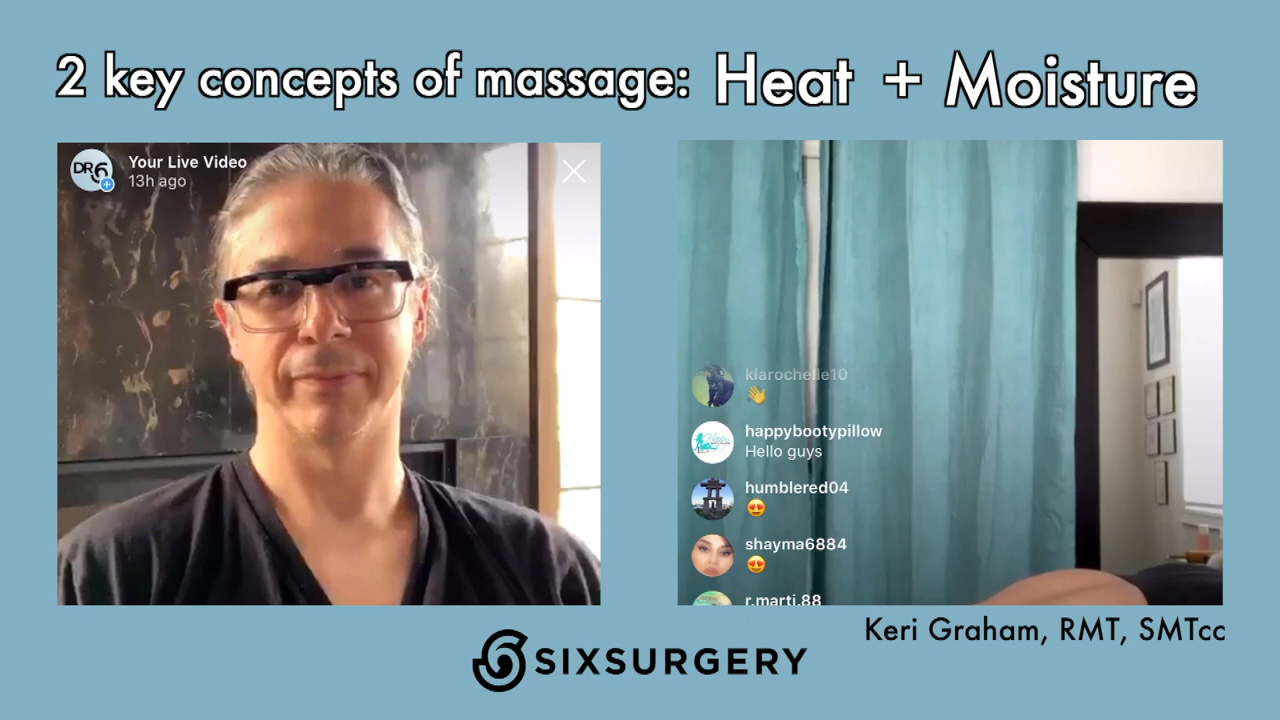 2 key concepts of massage: Heat + Moisture
DR6
Your Live Video
13h ago
klarochelle10
👋
happybootypillow
Hello guys
humblered04
😍
shayma6884
😍
r.marti.88
Keri Graham, RMT, SMTcc
SIXSURGERY